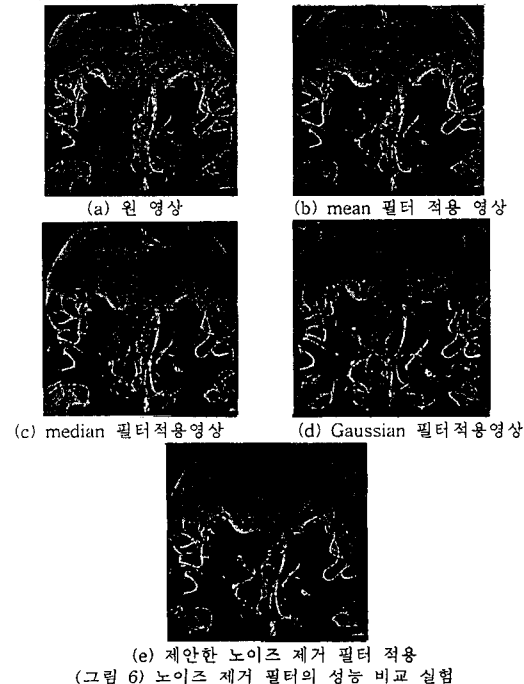 (a) 원 영상
(b) mean 필터 적용 영상
(c) median 필터적용영상
(d) Gaussian 필터적용영상
(e) 제안한 노이즈 제거 필터 적용
(그림 6) 노이즈 제거 필터의 성능 비교 실험